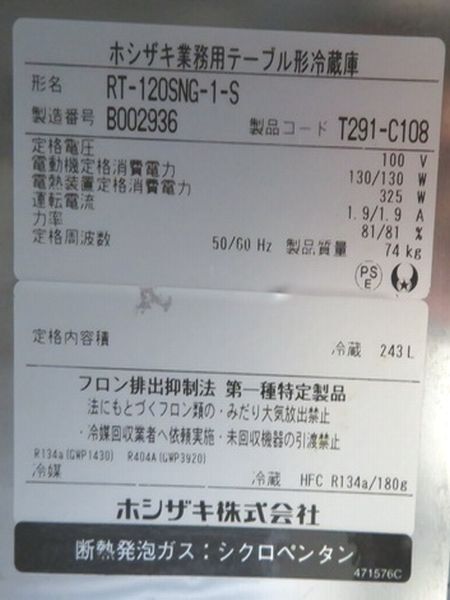 ホシザキ業務用テーブル形冷蔵庫
形名 RT-120SNG-1-S
製造番号 B002936 製品コード T291-C108
定格電圧 100 V
電動機定格消費電力 130/130 W
電熱装置定格消費電力 325 W
運転電流 1.9/1.9 A
力率 81/81 %
定格周波数 50/60 Hz 製品質量 74 kg
PS
E
定格内容積 冷蔵 243 L
フロン排出抑制法 第一種特定製品
法にもとづくフロン類の・みだり大気放出禁止
・冷媒回収業者へ依頼実施・未回収機器の引渡禁止
R134a(GWP1430) R404A(GWP3920)
冷媒 冷蔵 HFC R134a/180g
ホシザキ株式会社
断熱発泡ガス：シクロペンタン
471576C